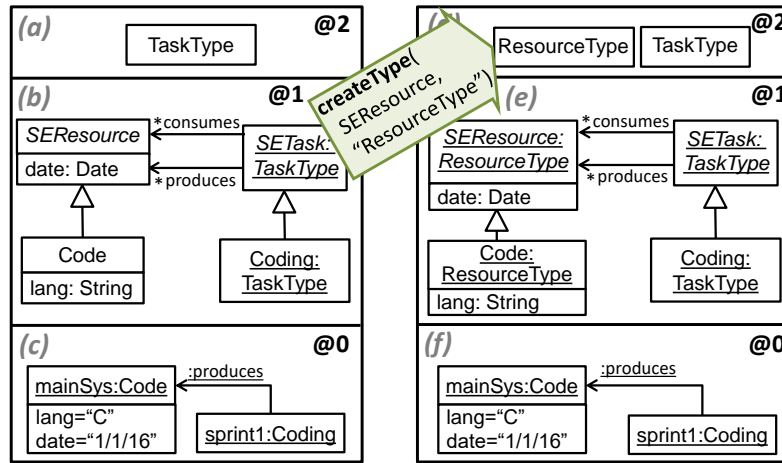 (a)
@2
TaskType
(b)
@1
SEResource
date: Date
*consumes
*produces
SETask:
TaskType
Code
lang: String
Coding:
TaskType
(c)
@0
mainSys:Code
lang="C"
date="1/1/16"
:produces
sprint1:Coding
createType(
SEResource,
"ResourceType")
@2
ResourceType
TaskType
(e)
@1
SEResource:
ResourceType
date: Date
*consumes
*produces
SETask:
TaskType
Code:
ResourceType
lang: String
Coding:
TaskType
(f)
@0
mainSys:Code
lang="C"
date="1/1/16"
:produces
sprint1:Coding